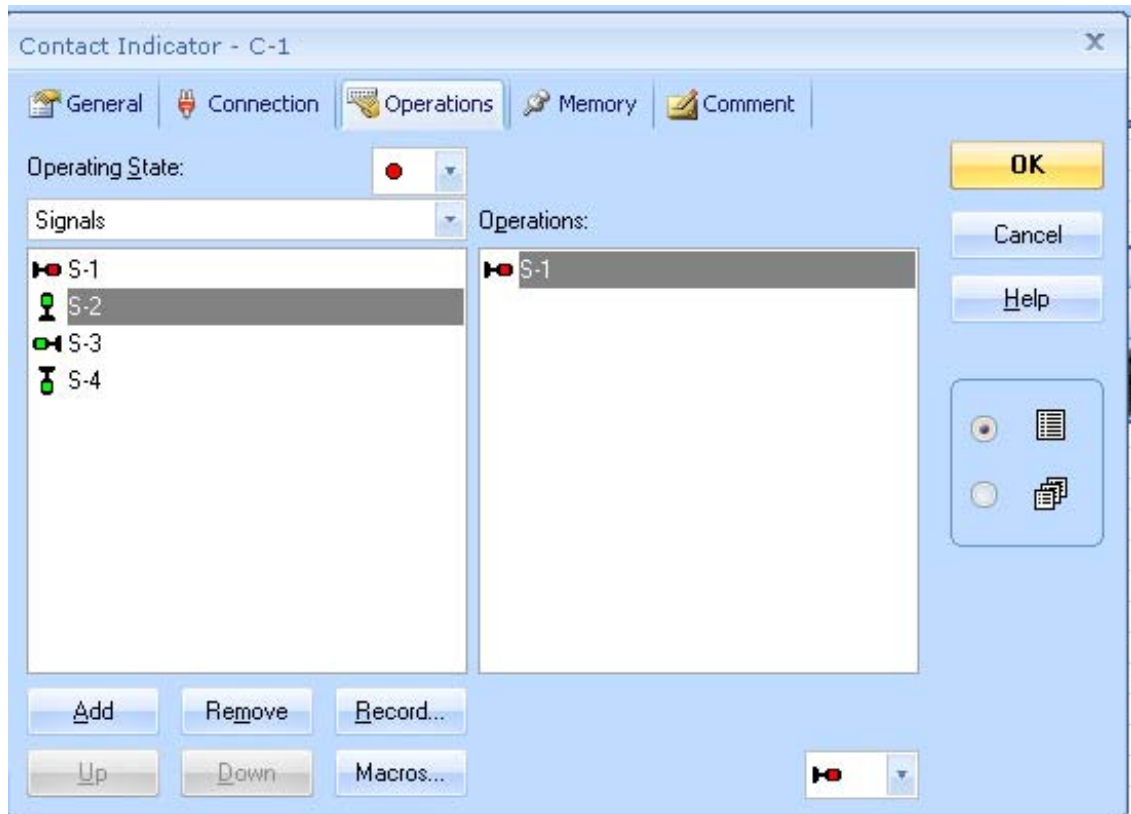 Contact Indicator - C-1
General Connection Operations Memory Comment
Operating State:
Signals
Operations:
S-1
S-2
S-3
S-4
S-1
OK
Cancel
Help
Add Remove Record...
Up Down Macros...